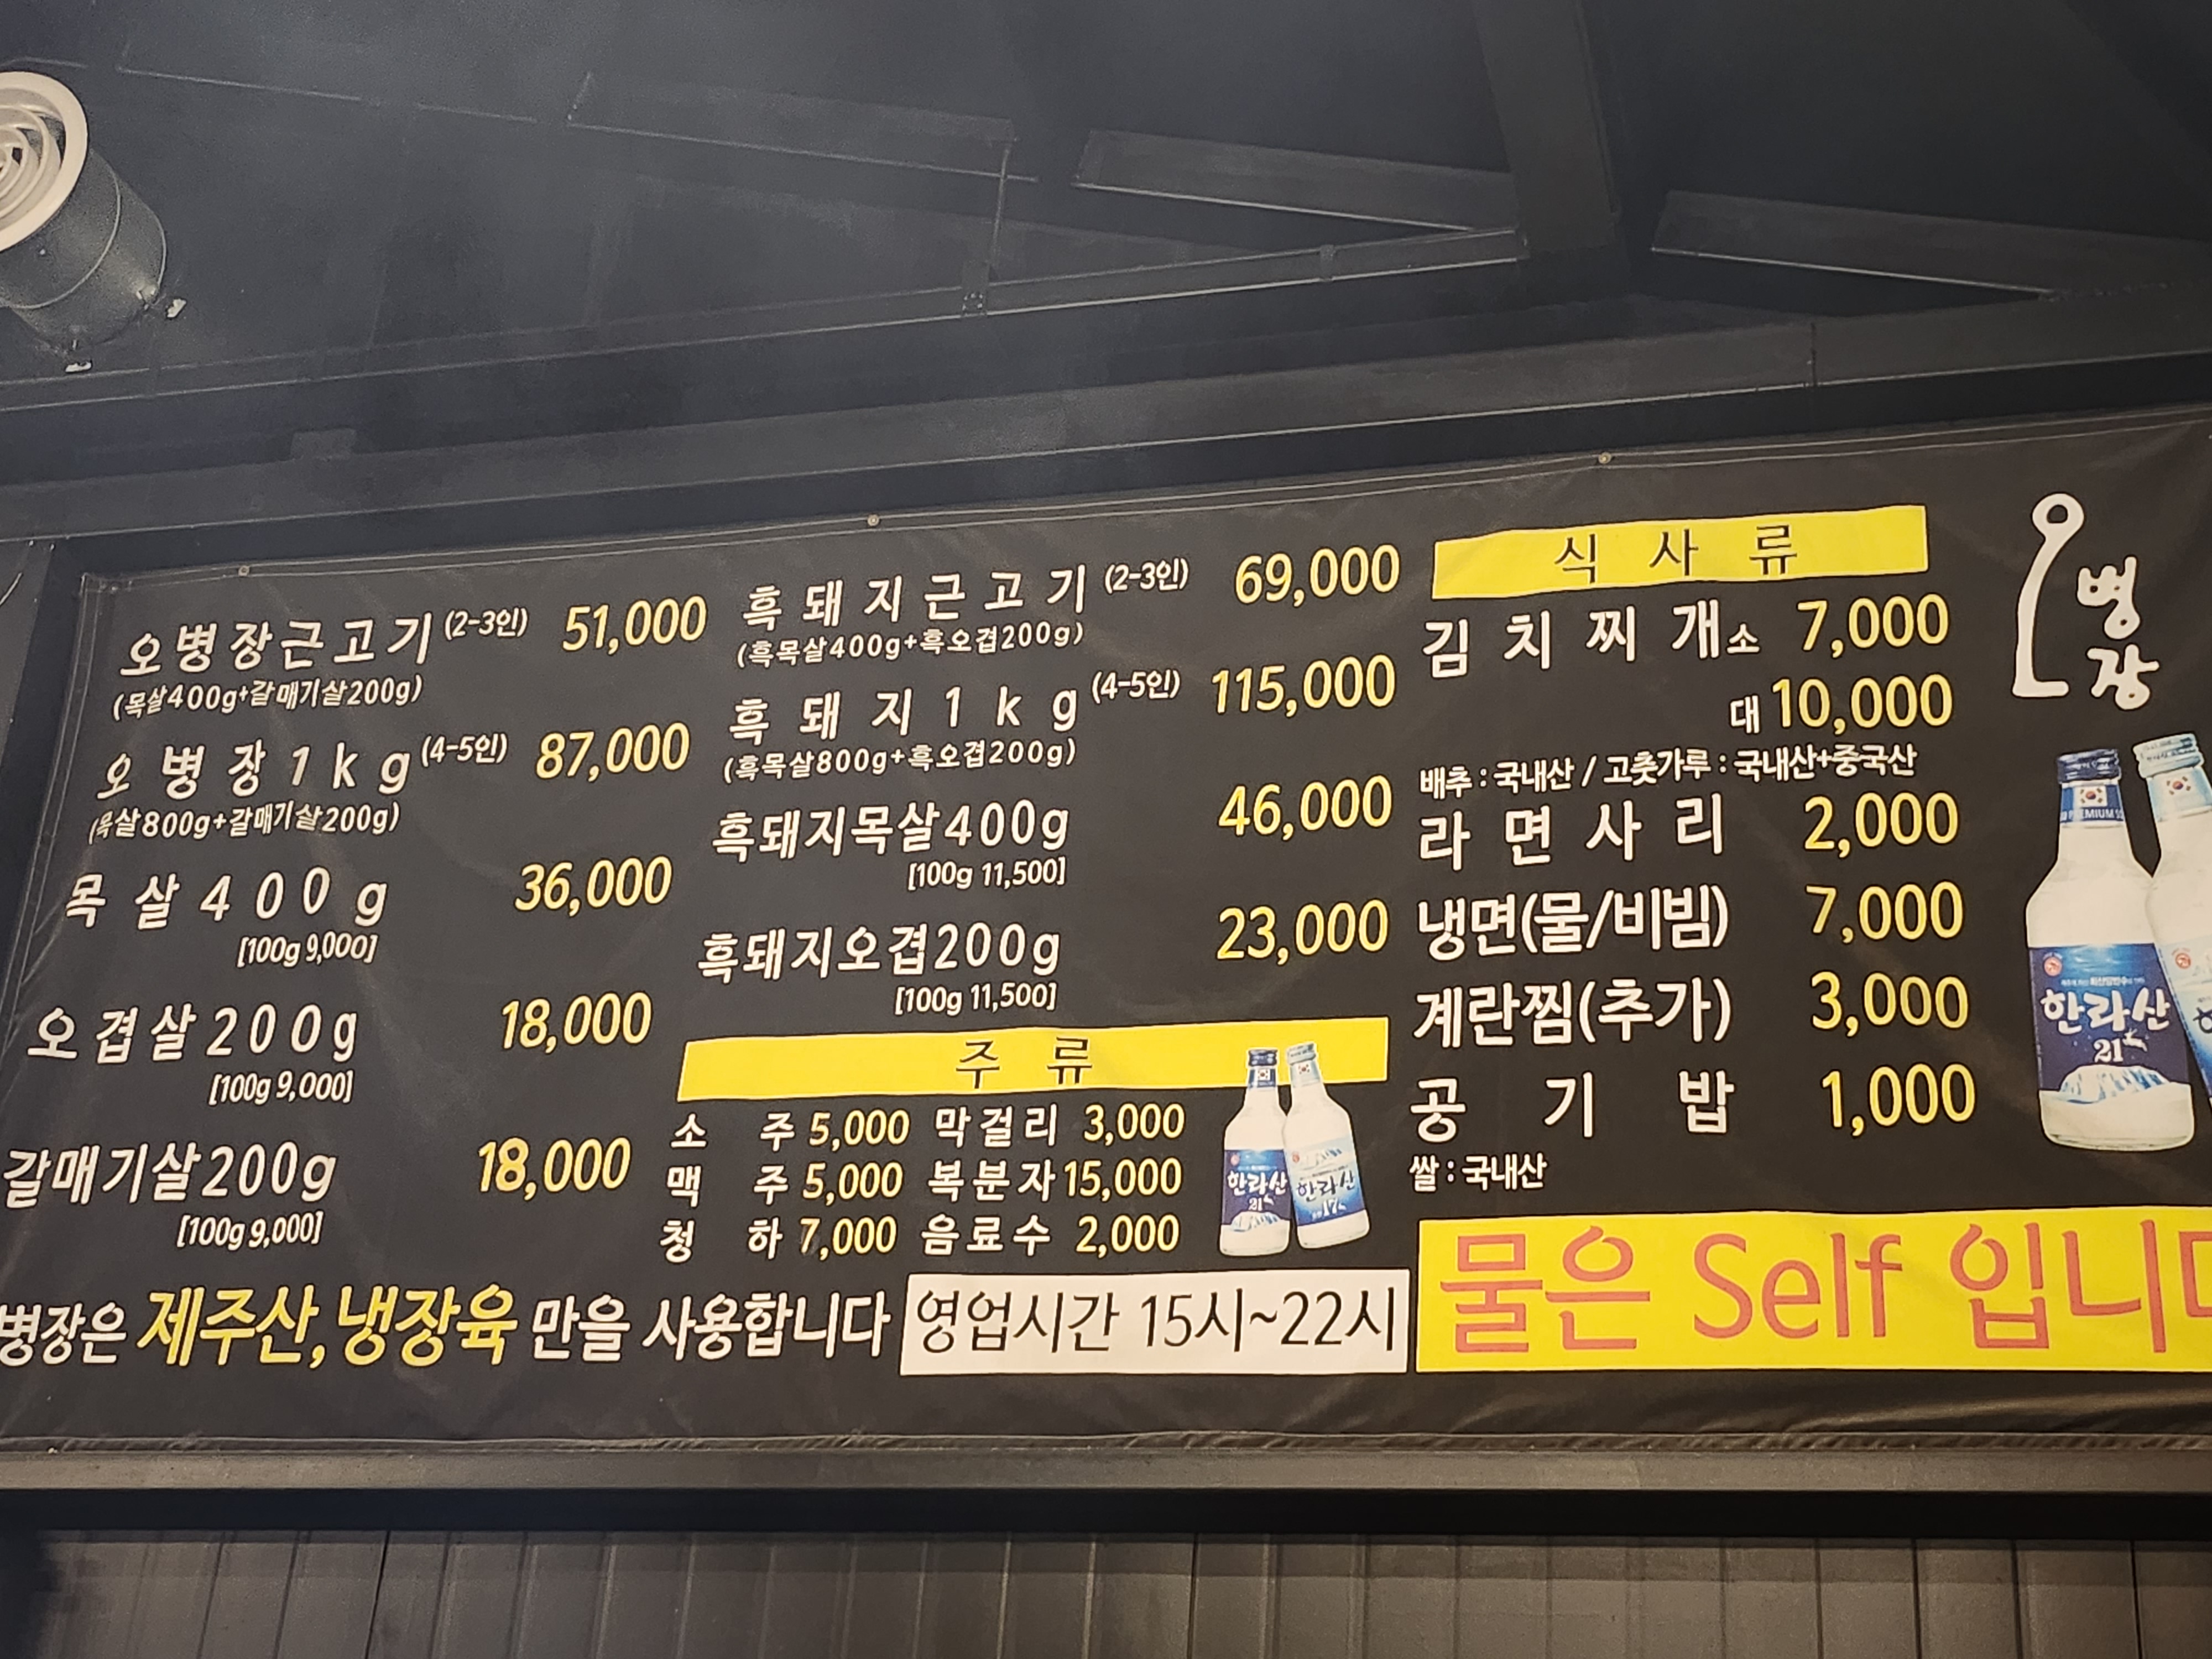 오병장근고기(2-3인) 51,000
(목살400g+갈매기살200g)
오병장1kg(4-5인) 87,000
(목살800g+갈매기살200g)
목살400g 36,000
[100g 9,000]
오겹살200g 18,000
[100g 9,000]
갈매기살200g 18,000
[100g 9,000]
흑돼지근고기(2-3인) 69,000
(흑목살400g+흑오겹200g)
흑돼지1kg(4-5인) 115,000
(흑목살800g+흑오겹200g)
흑돼지목살400g 46,000
[100g 11,500]
흑돼지오겹200g 23,000
[100g 11,500]
주류
소주 5,000 막걸리 3,000
맥주 5,000 복분자 15,000
청하 7,000 음료수 2,000
한라산
21
한라산
17
식사류
김치찌개소 7,000
대 10,000
배추 : 국내산 / 고춧가루 : 국내산+중국산
라면사리 2,000
냉면(물/비빔) 7,000
계란찜(추가) 3,000
공기밥 1,000
쌀 : 국내산
오병장
한라산
21
병장은 제주산, 냉장육 만을 사용합니다
영업시간 15시~22시
물은 Self 입니